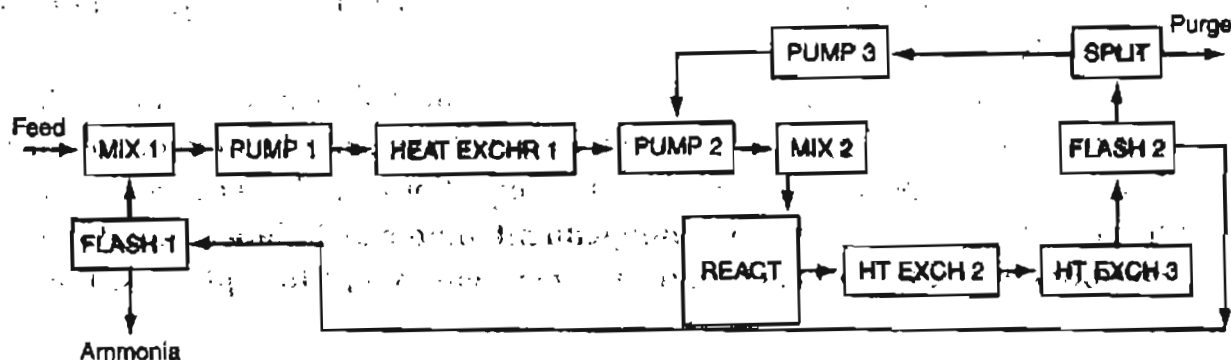 Purge
PUMP 3
SPLIT
Feed
MIX 1
PUMP 1
HEAT EXCHR 1
PUMP 2
MIX 2
FLASH 2
FLASH 1
REACT
HT EXCH 2
HT EXCH 3
Ammonia